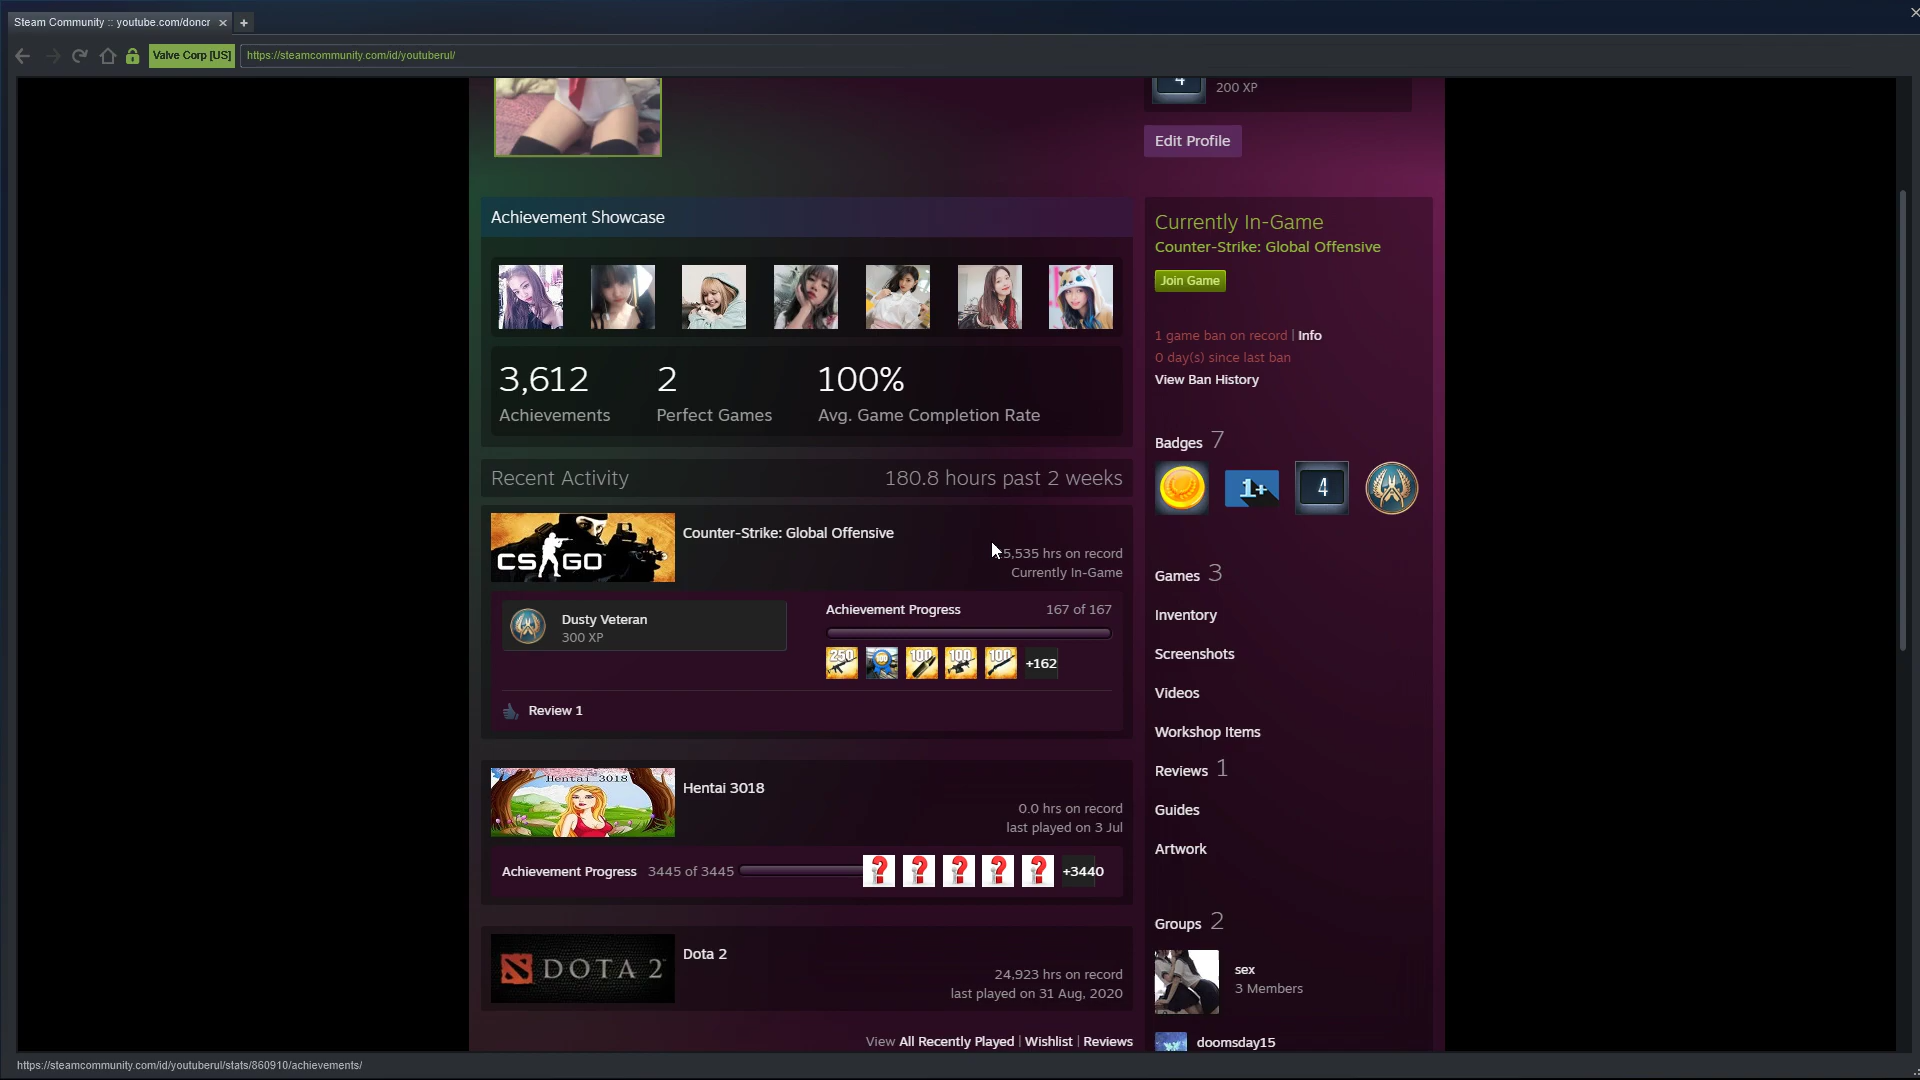 Steam Community :: youtube.com/doncr
Valve Corp [US]
https://steamcommunity.com/id/youtuberul/
4
200 XP
Edit Profile
Achievement Showcase
3,612
Achievements
2
Perfect Games
100%
Avg. Game Completion Rate
Recent Activity
180.8 hours past 2 weeks
CS GO
Counter-Strike: Global Offensive
5,535 hrs on record
Currently In-Game
Dusty Veteran
300 XP
Achievement Progress
167 of 167
250
100
100
100
100
+162
Review 1
Hentai 3018
Hentai 3018
0.0 hrs on record
last played on 3 Jul
Achievement Progress
3445 of 3445
? ? ? ? ?
+3440
DOTA 2
Dota 2
24,923 hrs on record
last played on 31 Aug, 2020
View All Recently Played | Wishlist | Reviews
Currently In-Game
Counter-Strike: Global Offensive
Join Game
1 game ban on record | Info
0 day(s) since last ban
View Ban History
Badges 7
1+
4
Games 3
Inventory
Screenshots
Videos
Workshop Items
Reviews 1
Guides
Artwork
Groups 2
sex
3 Members
doomsday15
https://steamcommunity.com/id/youtuberul/stats/860910/achievements/